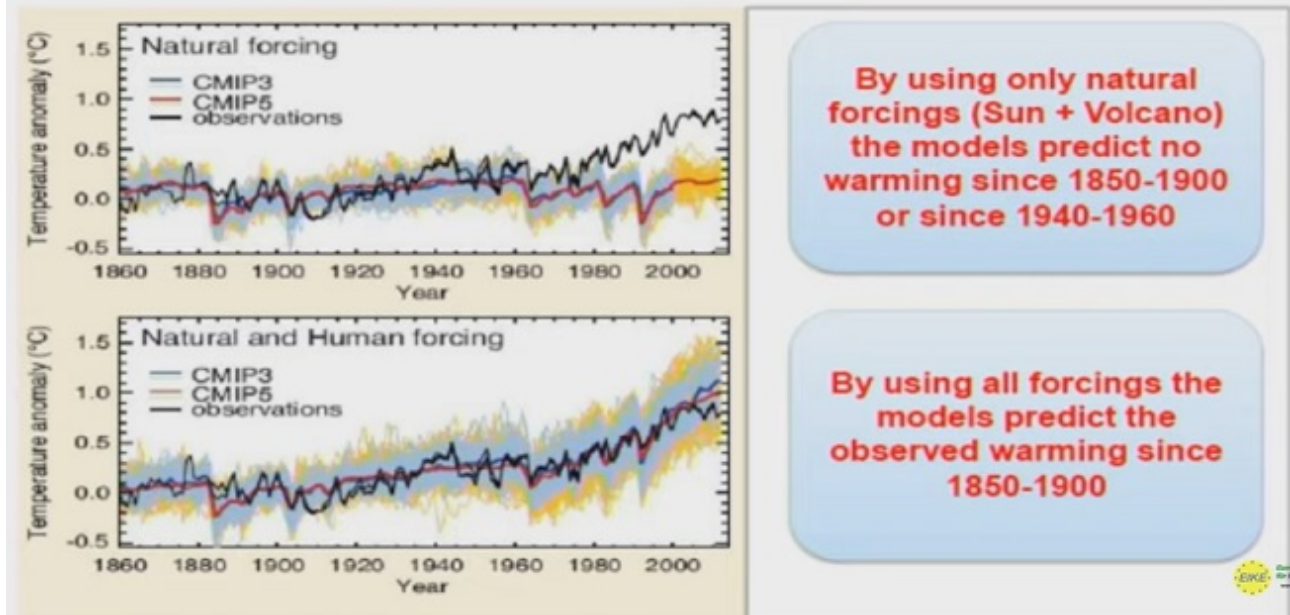 Natural forcing
CMIP3
CMIP5
observations
Temperature anomaly (°C)
1.5
1.0
0.5
0.0
-0.5
1860 1880 1900 1920 1940 1960 1980 2000
Year
Natural and Human forcing
CMIP3
CMIP5
observations
Temperature anomaly (°C)
1.5
1.0
0.5
0.0
-0.5
1860 1880 1900 1920 1940 1960 1980 2000
Year
By using only natural
forcings (Sun + Volcano)
the models predict no
warming since 1850-1900
or since 1940-1960
By using all forcings the
models predict the
observed warming since
1850-1900
EIKE